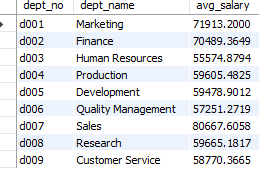 dept_no dept_name avg_salary
d001 Marketing 71913.2000
d002 Finance 70489.3649
d003 Human Resources 55574.8794
d004 Production 59605.4825
d005 Development 59478.9012
d006 Quality Management 57251.2719
d007 Sales 80667.6058
d008 Research 59665.1817
d009 Customer Service 58770.3665